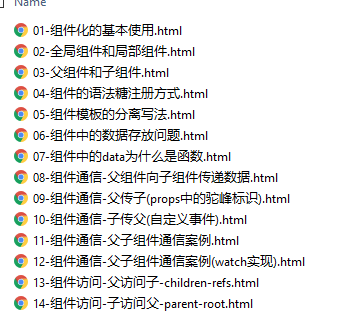 Name
01-组件化的基本使用.html
02-全局组件和局部组件.html
03-父组件和子组件.html
04-组件的语法糖注册方式.html
05-组件模板的分离写法.html
06-组件中的数据存放问题.html
07-组件中的data为什么是函数.html
08-组件通信-父组件向子组件传递数据.html
09-组件通信-父传子(props中的驼峰标识).html
10-组件通信-子传父(自定义事件).html
11-组件通信-父子组件通信案例.html
12-组件通信-父子组件通信案例(watch实现).html
13-组件访问-父访问子-children-refs.html
14-组件访问-子访问父-parent-root.html